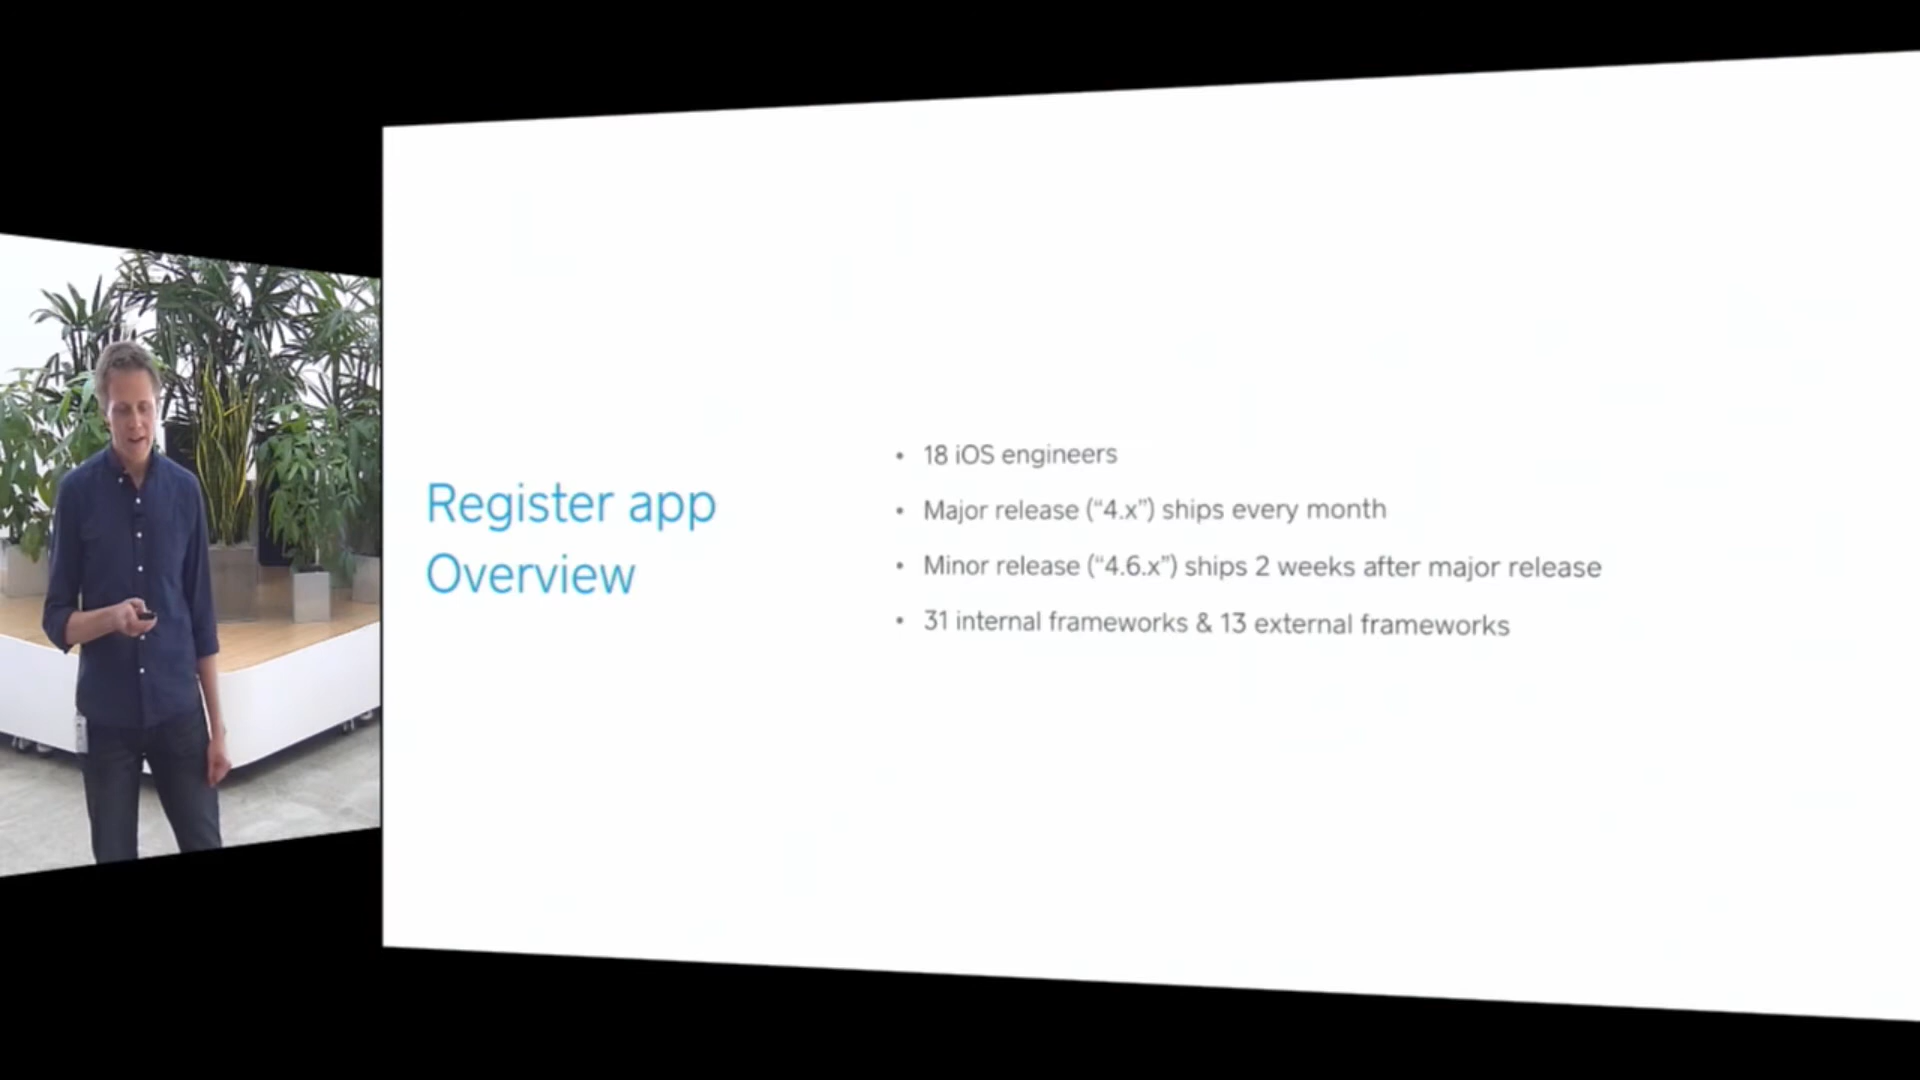 Register app
Overview
• 18 iOS engineers
• Major release (“4.x”) ships every month
• Minor release (“4.6.x”) ships 2 weeks after major release
• 31 internal frameworks & 13 external frameworks